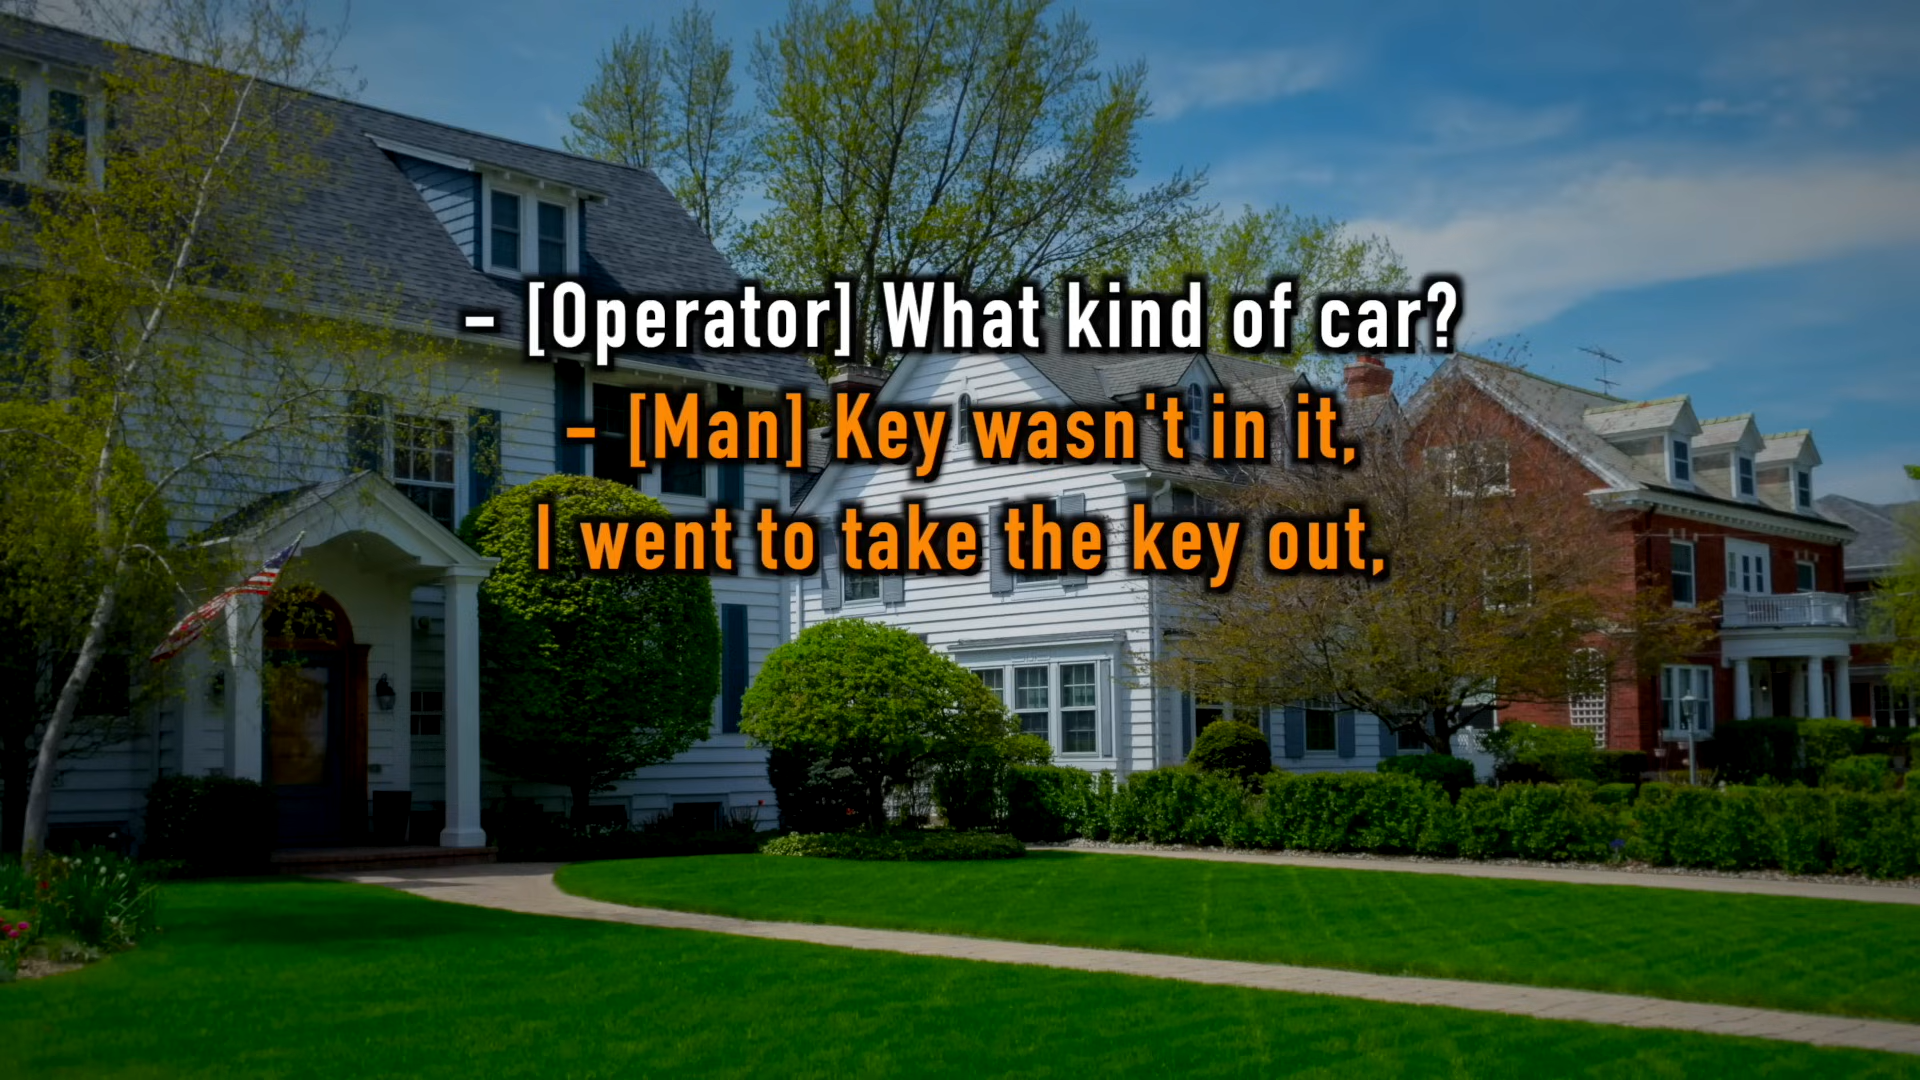 - [Operator] What kind of car?
- [Man] Key wasn't in it,
I went to take the key out,